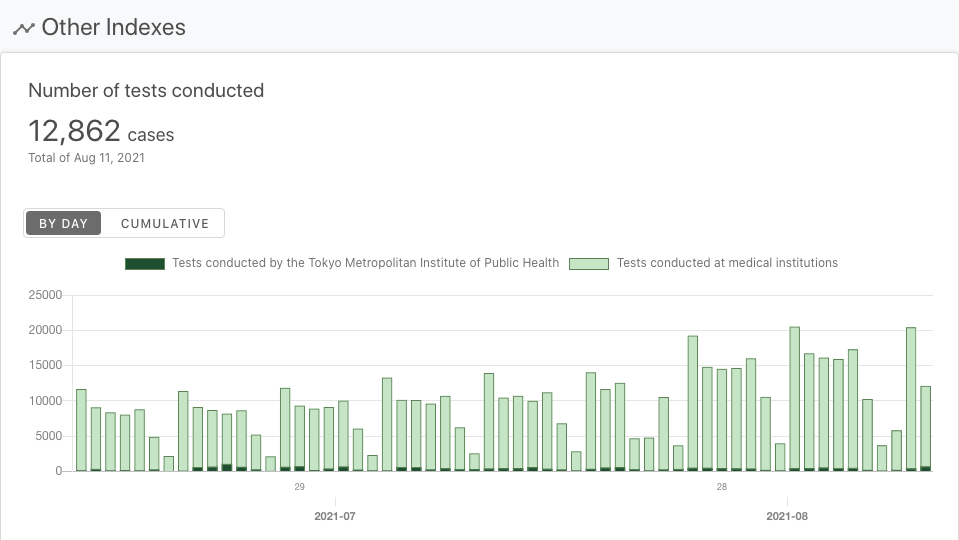 Other Indexes
Number of tests conducted
12,862 cases
Total of Aug 11, 2021
BY DAY CUMULATIVE
Tests conducted by the Tokyo Metropolitan Institute of Public Health Tests conducted at medical institutions
25000
20000
15000
10000
5000
0
29 28
2021-07 2021-08